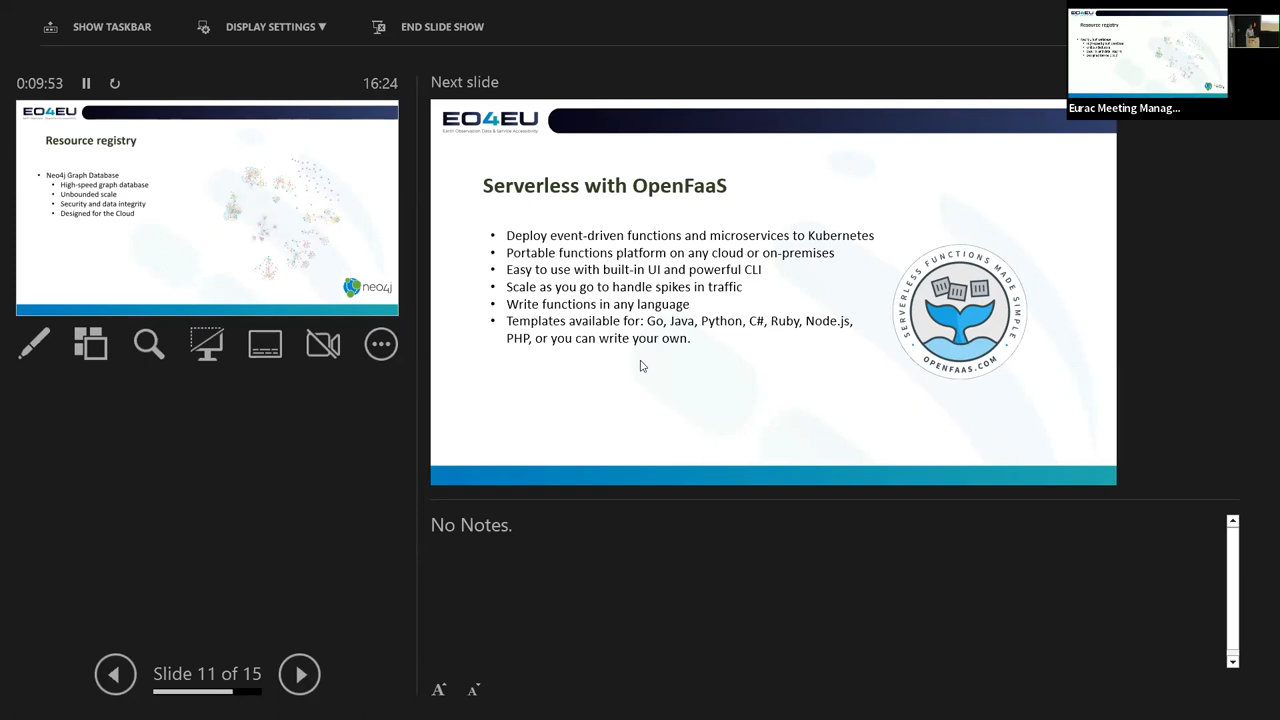 SHOW TASKBAR
DISPLAY SETTINGS ▼
END SLIDE SHOW
0:09:53
16:24
EO4EU
Resource registry
• Neo4j Graph Database
• High-speed graph database
• Unbounded scale
• Security and data integrity
• Designed for the Cloud
neo4j
Slide 11 of 15
Next slide
EO4EU
Earth Observation Data & Service Accessibility
Serverless with OpenFaaS
• Deploy event-driven functions and microservices to Kubernetes
• Portable functions platform on any cloud or on-premises
• Easy to use with built-in UI and powerful CLI
• Scale as you go to handle spikes in traffic
• Write functions in any language
• Templates available for: Go, Java, Python, C#, Ruby, Node.js,
PHP, or you can write your own.
SERVERLESS FUNCTIONS MADE SIMPLE
OPENFAAS.COM
No Notes.
A A
Resource registry
Eurac Meeting Manag...